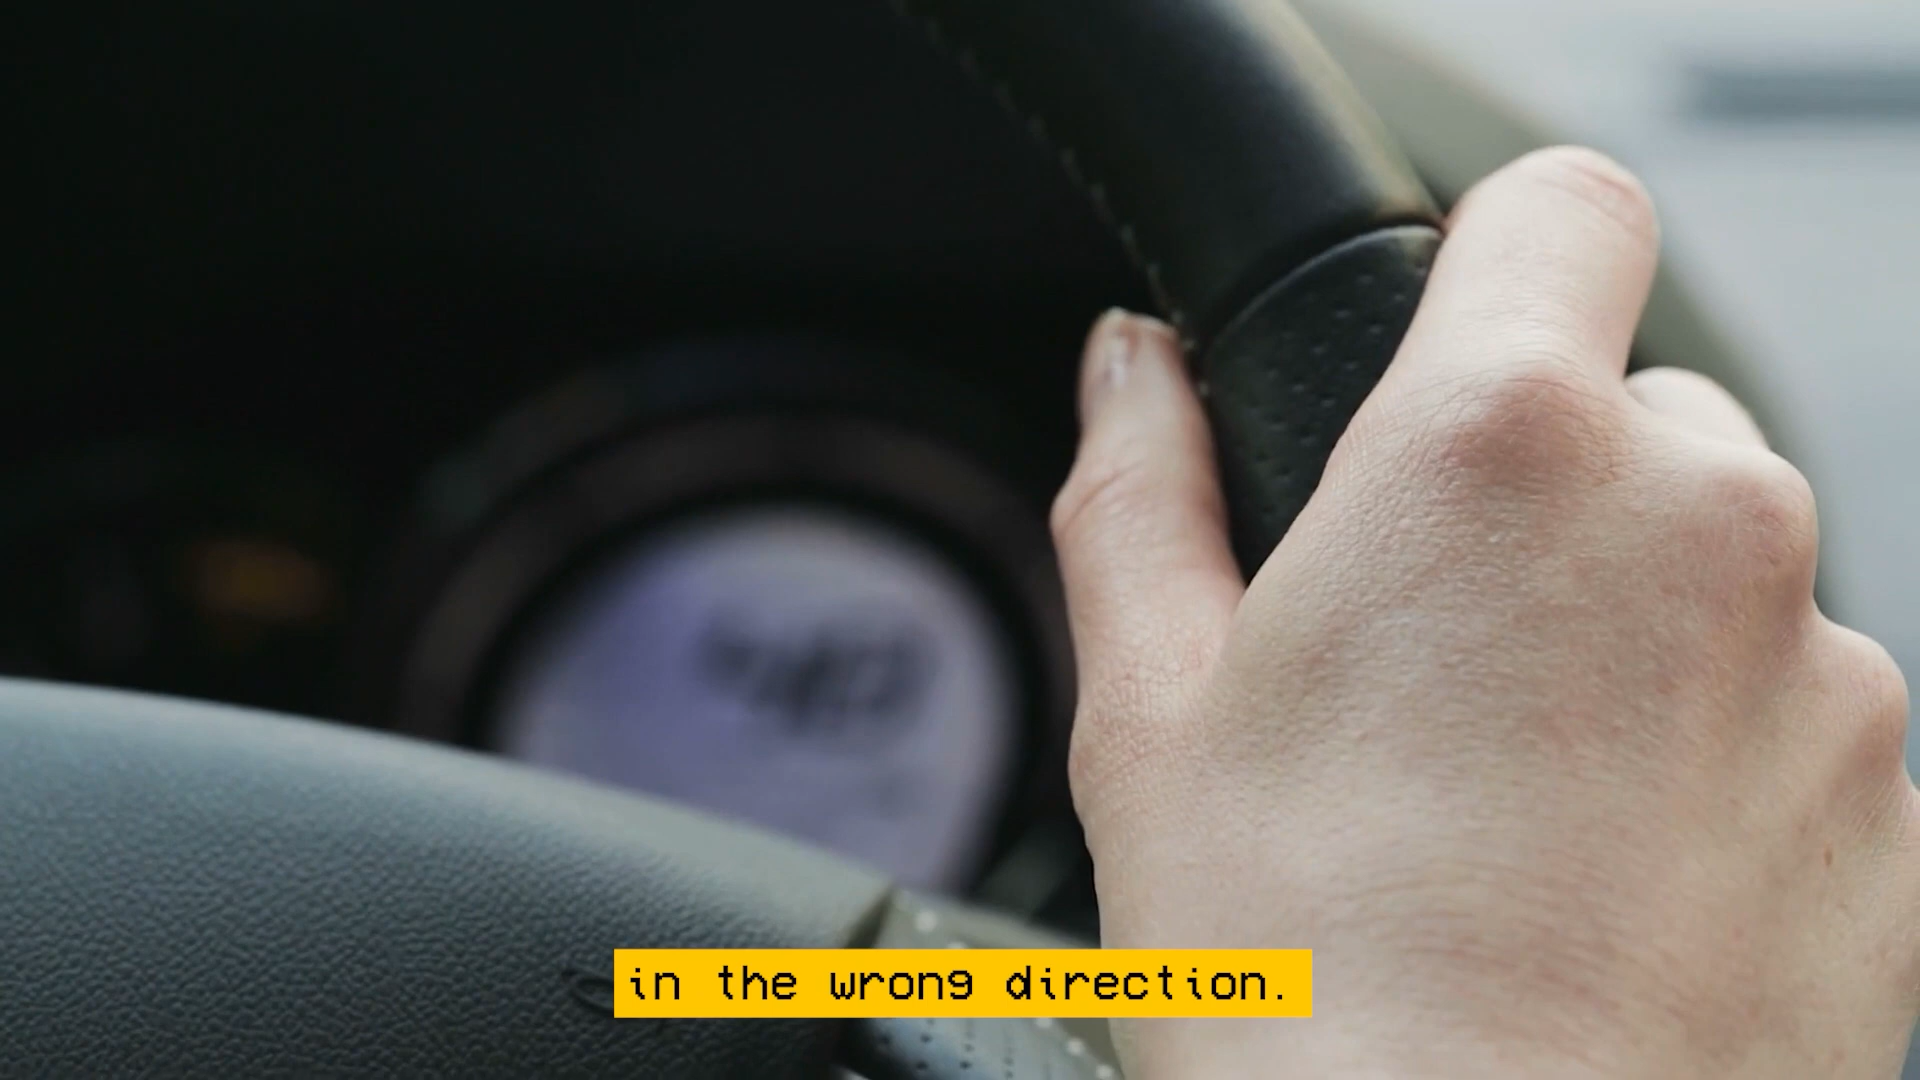 in the wrong direction.